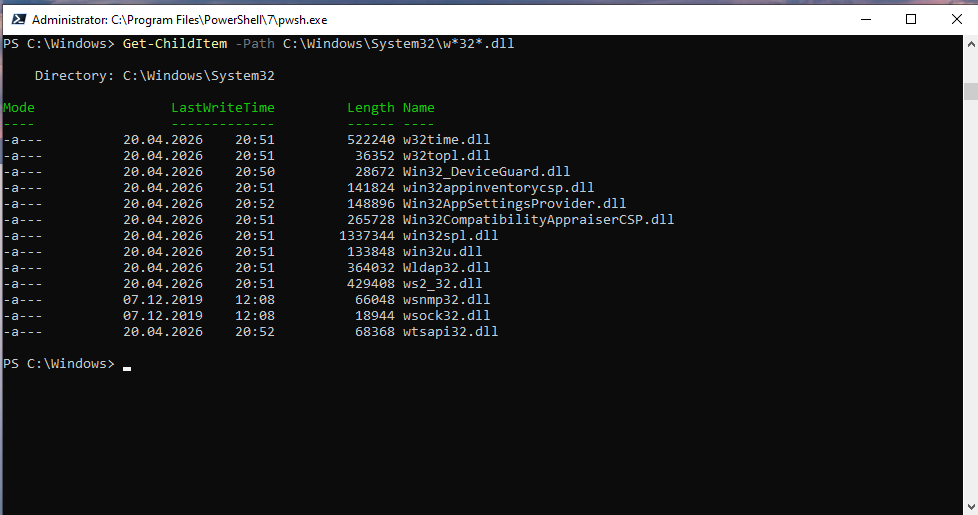 Administrator: C:\Program Files\PowerShell\7\pwsh.exe
PS C:\Windows> Get-ChildItem -Path C:\Windows\System32\w*32*.dll
    Directory: C:\Windows\System32
Mode                 LastWriteTime         Length Name
----                 -------------         ------ ----
-a---          20.04.2026    20:51         522240 w32time.dll
-a---          20.04.2026    20:51          36352 w32topl.dll
-a---          20.04.2026    20:50          28672 Win32_DeviceGuard.dll
-a---          20.04.2026    20:51         141824 win32appinventorycsp.dll
-a---          20.04.2026    20:52         148896 Win32AppSettingsProvider.dll
-a---          20.04.2026    20:51         265728 Win32CompatibilityAppraiserCSP.dll
-a---          20.04.2026    20:51        1337344 win32spl.dll
-a---          20.04.2026    20:51         133848 win32u.dll
-a---          20.04.2026    20:51         364032 Wldap32.dll
-a---          20.04.2026    20:51         429408 ws2_32.dll
-a---          07.12.2019    12:08          66048 wsnmp32.dll
-a---          07.12.2019    12:08          18944 wsock32.dll
-a---          20.04.2026    20:52          68368 wtsapi32.dll
PS C:\Windows>